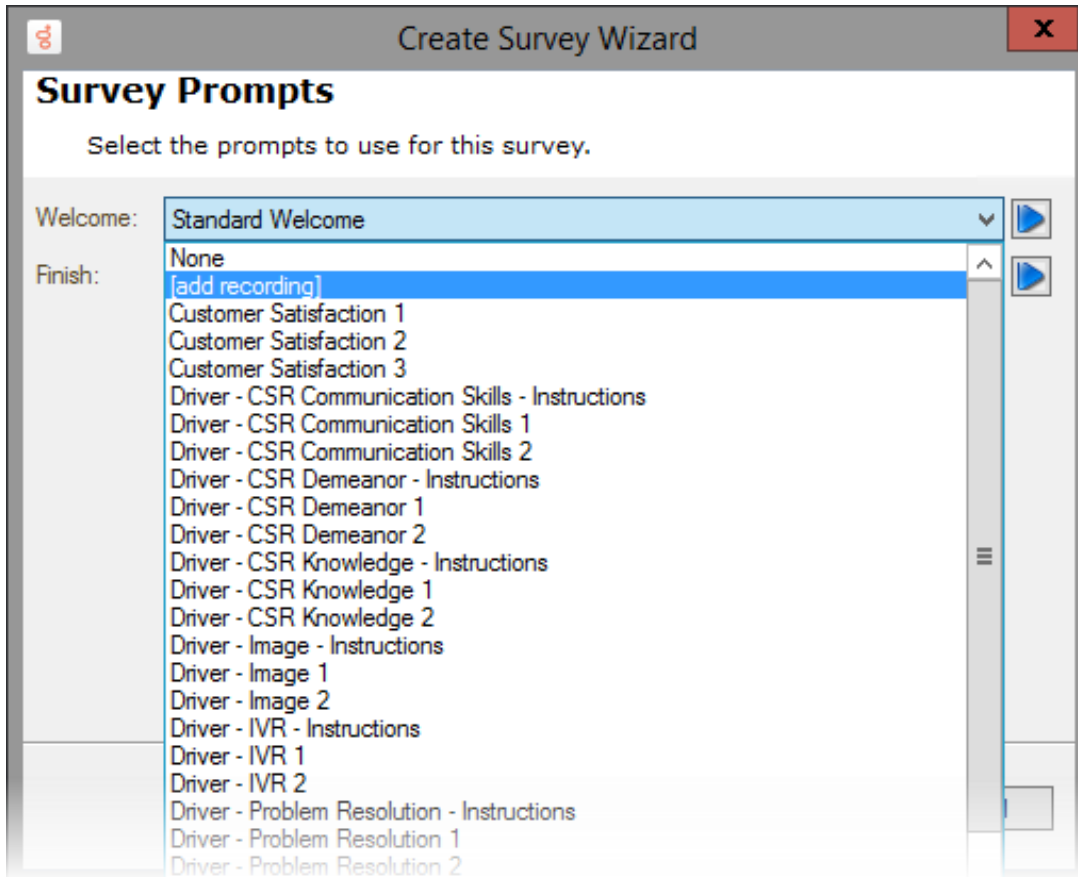 Create Survey Wizard
x
Survey Prompts
Select the prompts to use for this survey.
Welcome:
Standard Welcome
Finish:
None
[add recording]
Customer Satisfaction 1
Customer Satisfaction 2
Customer Satisfaction 3
Driver - CSR Communication Skills - Instructions
Driver - CSR Communication Skills 1
Driver - CSR Communication Skills 2
Driver - CSR Demeanor - Instructions
Driver - CSR Demeanor 1
Driver - CSR Demeanor 2
Driver - CSR Knowledge - Instructions
Driver - CSR Knowledge 1
Driver - CSR Knowledge 2
Driver - Image - Instructions
Driver - Image 1
Driver - Image 2
Driver - IVR - Instructions
Driver - IVR 1
Driver - IVR 2
Driver - Problem Resolution - Instructions
Driver - Problem Resolution 1
Driver - Problem Resolution 2